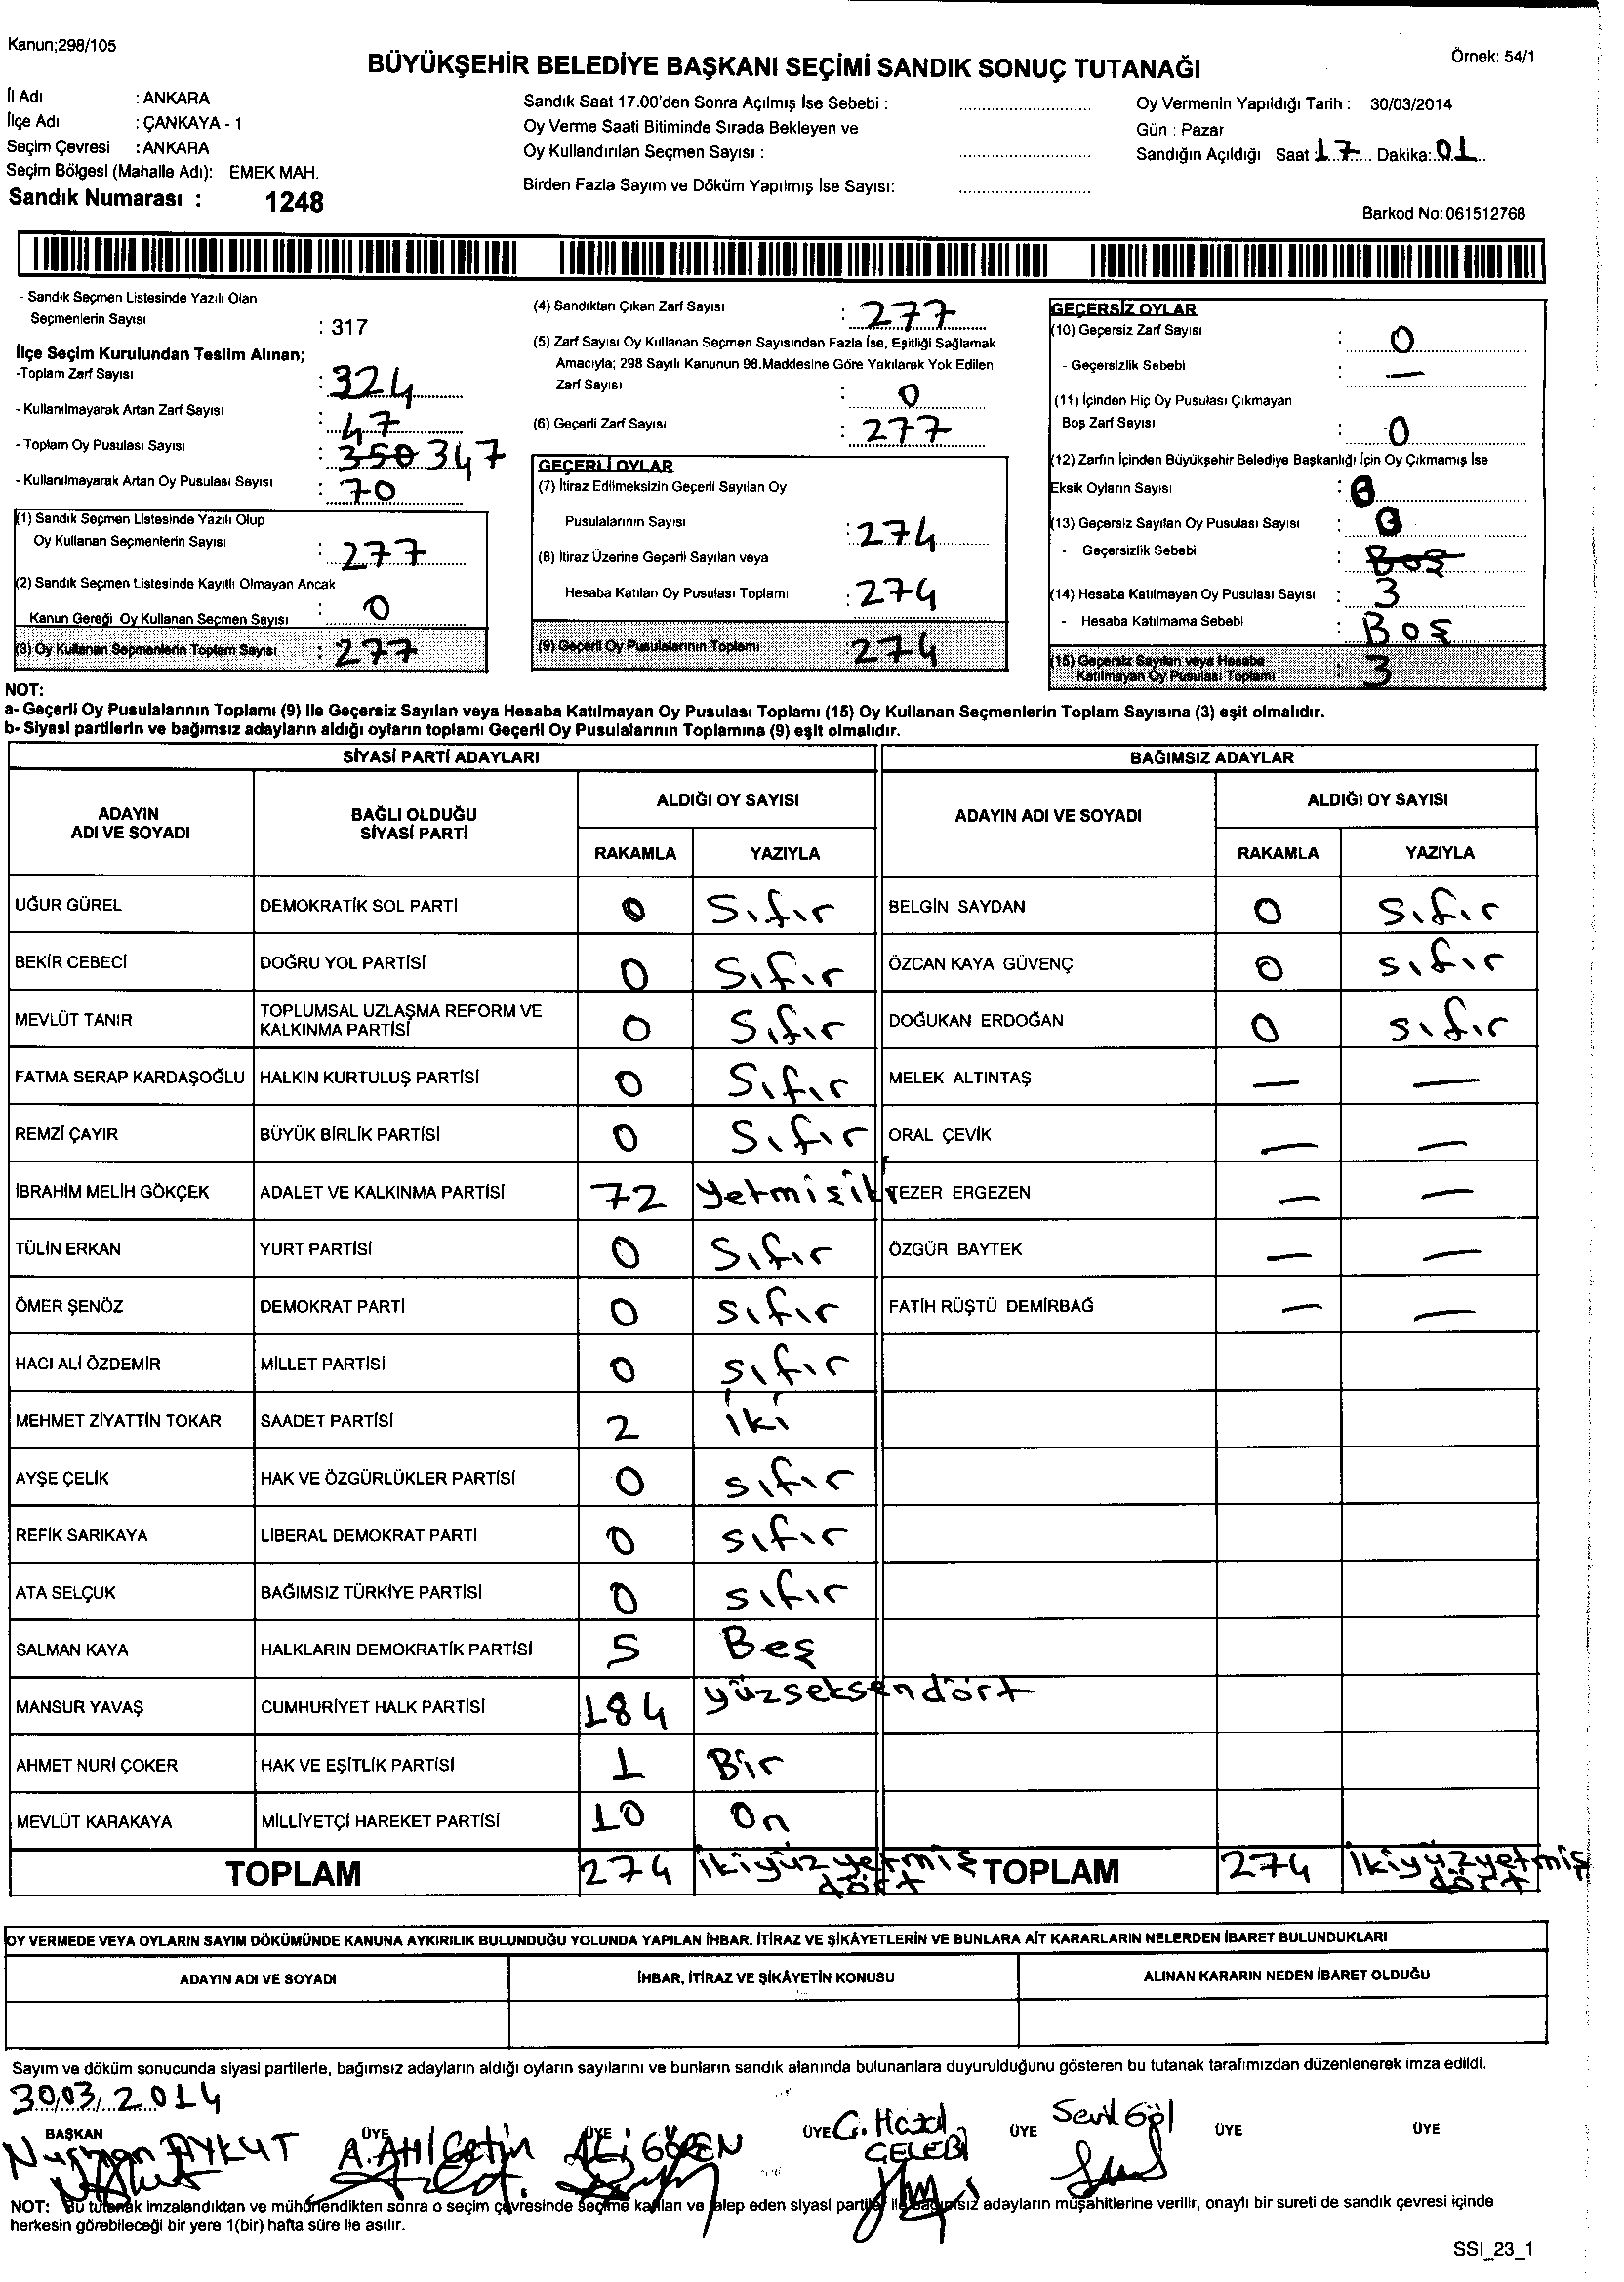 Kanun;298/105
Örnek: 54/1
BÜYÜKŞEHİR BELEDİYE BAŞKANI SEÇİMİ SANDIK SONUÇ TUTANAĞI
İl Adı : ANKARA
İlçe Adı : ÇANKAYA - 1
Seçim Çevresi : ANKARA
Seçim Bölgesi (Mahalle Adı): EMEK MAH.
Sandık Numarası : 1248
Sandık Saat 17.00'den Sonra Açılmış İse Sebebi :
Oy Verme Saati Bitiminde Sırada Bekleyen ve
Oy Kullandırılan Seçmen Sayısı :
Birden Fazla Sayım ve Döküm Yapılmış İse Sayısı:
Oy Vermenin Yapıldığı Tarih : 30/03/2014
Gün : Pazar
Sandığın Açıldığı Saat : 17 Dakika: 01
Barkod No: 061512768
- Sandık Seçmen Listesinde Yazılı Olan
Seçmenlerin Sayısı : 317
İlçe Seçim Kurulundan Teslim Alınan;
-Toplam Zarf Sayısı : 324
- Kullanılmayarak Artan Zarf Sayısı : 47
- Toplam Oy Pusulası Sayısı : 350 347
- Kullanılmayarak Artan Oy Pusulası Sayısı : 70
(1) Sandık Seçmen Listesinde Yazılı Olup
Oy Kullanan Seçmenlerin Sayısı : 277
(2) Sandık Seçmen Listesinde Kayıtlı Olmayan Ancak
Kanun Gereği Oy Kullanan Seçmen Sayısı : 0
(3) Oy Kullanan Seçmenlerin Toplam Sayısı : 277
(4) Sandıktan Çıkan Zarf Sayısı : 277
(5) Zarf Sayısı Oy Kullanan Seçmen Sayısından Fazla İse, Eşitliği Sağlamak
Amacıyla; 298 Sayılı Kanunun 98.Maddesine Göre Yakılarak Yok Edilen
Zarf Sayısı : 0
(6) Geçerli Zarf Sayısı : 277
GEÇERLİ OYLAR
(7) İtiraz Edilmeksizin Geçerli Sayılan Oy
Pusulalarının Sayısı : 274
(8) İtiraz Üzerine Geçerli Sayılan veya
Hesaba Katılan Oy Pusulası Toplamı : 274
(9) Geçerli Oy Pusulalarının Toplamı 274
GEÇERSİZ OYLAR
(10) Geçersiz Zarf Sayısı : 0
- Geçersizlik Sebebi : —
(11) İçinden Hiç Oy Pusulası Çıkmayan
Boş Zarf Sayısı : 0
(12) Zarfın İçinden Büyükşehir Belediye Başkanlığı İçin Oy Çıkmamış İse
Eksik Oyların Sayısı : 0
(13) Geçersiz Sayılan Oy Pusulası Sayısı : 0
- Geçersizlik Sebebi : Boş
(14) Hesaba Katılmayan Oy Pusulası Sayısı : 3
- Hesaba Katılmama Sebebi : Boş
(15) Geçersiz Sayılan veya Hesaba
Katılmayan Oy Pusulası Toplamı : 3
NOT:
a- Geçerli Oy Pusulalarının Toplamı (9) İle Geçersiz Sayılan veya Hesaba Katılmayan Oy Pusulası Toplamı (15) Oy Kullanan Seçmenlerin Toplam Sayısına (3) eşit olmalıdır.
b- Siyasi partilerin ve bağımsız adayların aldığı oyların toplamı Geçerli Oy Pusulalarının Toplamına (9) eşit olmalıdır.
SİYASİ PARTİ ADAYLARI BAĞIMSIZ ADAYLAR
ADAYIN
ADI VE SOYADI
BAĞLI OLDUĞU
SİYASİ PARTİ
ALDIĞI OY SAYISI
RAKAMLA YAZIYLA
ADAYIN ADI VE SOYADI
ALDIĞI OY SAYISI
RAKAMLA YAZIYLA
UĞUR GÜREL DEMOKRATİK SOL PARTİ 0 Sıfır BELGİN SAYDAN 0 Sıfır
BEKİR CEBECİ DOĞRU YOL PARTİSİ 0 Sıfır ÖZCAN KAYA GÜVENÇ 0 sıfır
MEVLÜT TANIR TOPLUMSAL UZLAŞMA REFORM VE KALKINMA PARTİSİ 0 Sıfır DOĞUKAN ERDOĞAN 0 sıfır
FATMA SERAP KARDAŞOĞLU HALKIN KURTULUŞ PARTİSİ 0 Sıfır MELEK ALTINTAŞ — —
REMZİ ÇAYIR BÜYÜK BİRLİK PARTİSİ 0 Sıfır ORAL ÇEVİK — —
İBRAHİM MELİH GÖKÇEK ADALET VE KALKINMA PARTİSİ 72 Yetmişiki TEZER ERGEZEN — —
TÜLİN ERKAN YURT PARTİSİ 0 Sıfır ÖZGÜR BAYTEK — —
ÖMER ŞENÖZ DEMOKRAT PARTİ 0 sıfır FATİH RÜŞTÜ DEMİRBAĞ — —
HACI ALİ ÖZDEMİR MİLLET PARTİSİ 0 sıfır
MEHMET ZİYATTİN TOKAR SAADET PARTİSİ 2 iki
AYŞE ÇELİK HAK VE ÖZGÜRLÜKLER PARTİSİ 0 sıfır
REFİK SARIKAYA LİBERAL DEMOKRAT PARTİ 0 sıfır
ATA SELÇUK BAĞIMSIZ TÜRKİYE PARTİSİ 0 sıfır
SALMAN KAYA HALKLARIN DEMOKRATİK PARTİSİ 5 Beş
MANSUR YAVAŞ CUMHURİYET HALK PARTİSİ 184 yüzseksendört
AHMET NURİ ÇOKER HAK VE EŞİTLİK PARTİSİ 1 Bir
MEVLÜT KARAKAYA MİLLİYETÇİ HAREKET PARTİSİ 10 On
TOPLAM 274 ikiyüzyetmiş dört TOPLAM 274 ikiyüzyetmiş dört
OY VERMEDE VEYA OYLARIN SAYIM DÖKÜMÜNDE KANUNA AYKIRILIK BULUNDUĞU YOLUNDA YAPILAN İHBAR, İTİRAZ VE ŞİKÂYETLERİN VE BUNLARA AİT KARARLARIN NELERDEN İBARET BULUNDUKLARI
ADAYIN ADI VE SOYADI İHBAR, İTİRAZ VE ŞİKÂYETİN KONUSU ALINAN KARARIN NEDEN İBARET OLDUĞU
Sayım ve döküm sonucunda siyasi partilerle, bağımsız adayların aldığı oyların sayılarını ve bunların sandık alanında bulunanlara duyurulduğunu gösteren bu tutanak tarafımızdan düzenlenerek imza edildi.
30/03/2014
BAŞKAN ÜYE ÜYE ÜYE ÜYE ÜYE ÜYE
AYKUT A. Atıl Çetin ALİ GÖREN G. Hazal ÇELEBİ Sevil Göl
NOT: Bu tutanak imzalandıktan ve mühürlendikten sonra o seçim çevresinde seçime katılan ve talep eden siyasi partiler ile bağımsız adayların müşahitlerine verilir, onaylı bir sureti de sandık çevresi içinde
herkesin görebileceği bir yere 1(bir) hafta süre ile asılır.
SSI_23_1